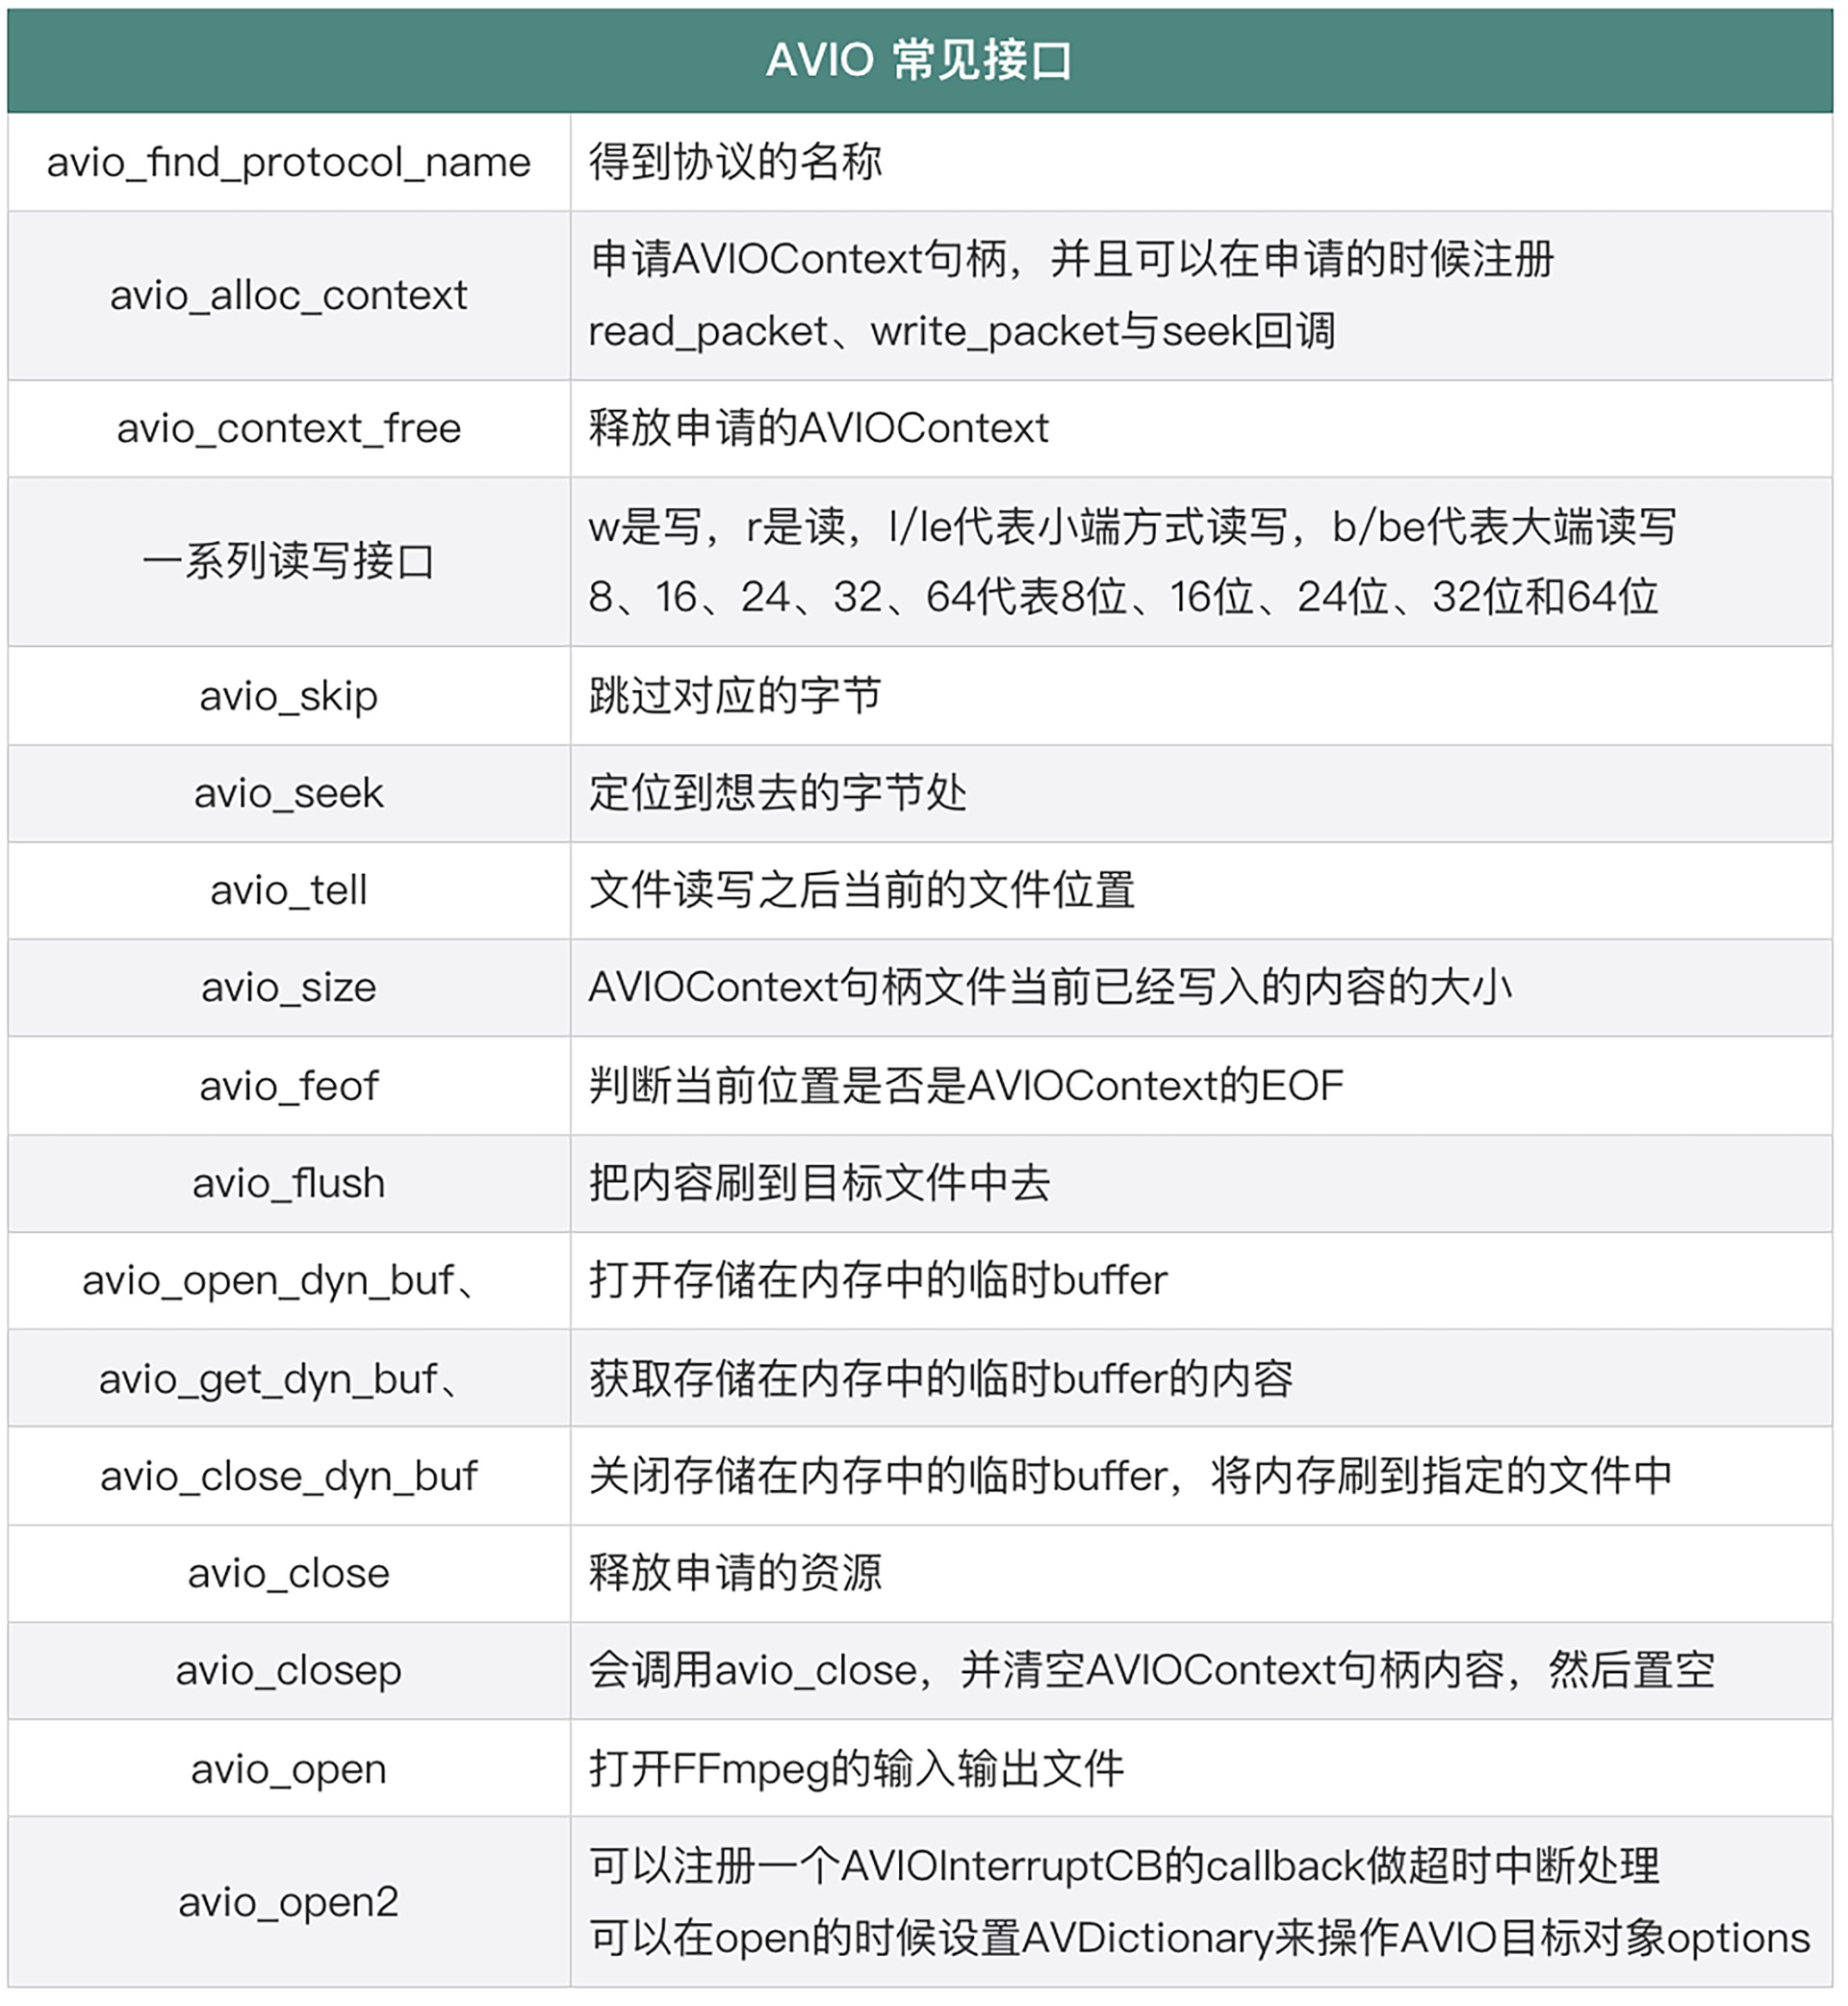 AVIO 常见接口
avio_find_protocol_name
得到协议的名称
avio_alloc_context
申请AVIOContext句柄，并且可以在申请的时候注册
read_packet、write_packet与seek回调
avio_context_free
释放申请的AVIOContext
一系列读写接口
w是写，r是读，l/le代表小端方式读写，b/be代表大端读写
8、16、24、32、64代表8位、16位、24位、32位和64位
avio_skip
跳过对应的字节
avio_seek
定位到想去的字节处
avio_tell
文件读写之后当前的文件位置
avio_size
AVIOContext句柄文件当前已经写入的内容的大小
avio_feof
判断当前位置是否是AVIOContext的EOF
avio_flush
把内容刷到目标文件中去
avio_open_dyn_buf、
打开存储在内存中的临时buffer
avio_get_dyn_buf、
获取存储在内存中的临时buffer的内容
avio_close_dyn_buf
关闭存储在内存中的临时buffer，将内存刷到指定的文件中
avio_close
释放申请的资源
avio_closep
会调用avio_close，并清空AVIOContext句柄内容，然后置空
avio_open
打开FFmpeg的输入输出文件
avio_open2
可以注册一个AVIOInterruptCB的callback做超时中断处理
可以在open的时候设置AVDictionary来操作AVIO目标对象options